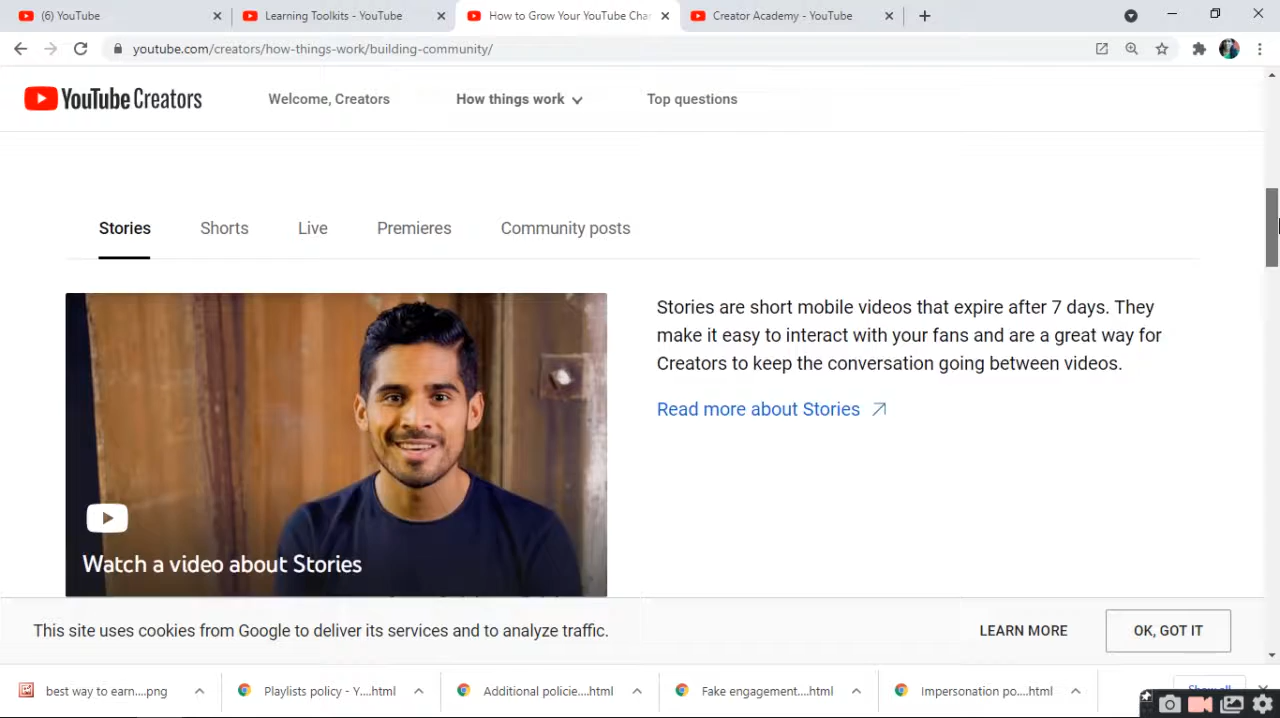 (6) YouTube
Learning Toolkits - YouTube
How to Grow Your YouTube Cha
Creator Academy - YouTube
youtube.com/creators/how-things-work/building-community/
YouTube Creators
Welcome, Creators
How things work
Top questions
Stories
Shorts
Live
Premieres
Community posts
Stories are short mobile videos that expire after 7 days. They
make it easy to interact with your fans and are a great way for
Creators to keep the conversation going between videos.
Read more about Stories
Watch a video about Stories
This site uses cookies from Google to deliver its services and to analyze traffic.
LEARN MORE
OK, GOT IT
best way to earn....png
Playlists policy - Y....html
Additional policie....html
Fake engagement....html
Impersonation po....html
Show all